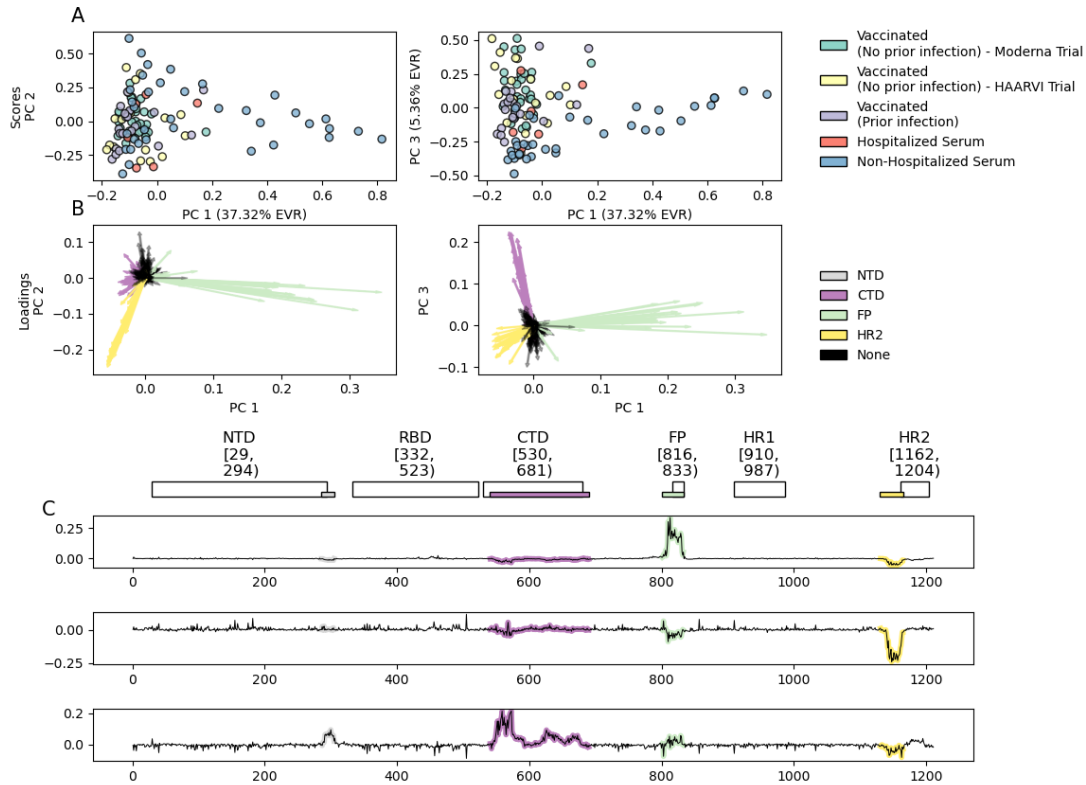 A
Scores
PC 2
0.50
0.25
0.00
−0.25
−0.2
0.0
0.2
0.4
0.6
0.8
PC 1 (37.32% EVR)
PC 3 (5.36% EVR)
0.50
0.25
0.00
−0.25
−0.50
−0.2
0.0
0.2
0.4
0.6
0.8
PC 1 (37.32% EVR)
Vaccinated
(No prior infection) - Moderna Trial
Vaccinated
(No prior infection) - HAARVI Trial
Vaccinated
(Prior infection)
Hospitalized Serum
Non-Hospitalized Serum
B
Loadings
PC 2
0.1
0.0
−0.1
−0.2
0.0
0.1
0.2
0.3
PC 1
PC 3
0.2
0.1
0.0
−0.1
0.0
0.1
0.2
0.3
PC 1
NTD
CTD
FP
HR2
None
NTD
[29,
294)
RBD
[332,
523)
CTD
[530,
681)
FP
[816,
833)
HR1
[910,
987)
HR2
[1162,
1204)
C
0.25
0.00
0
200
400
600
800
1000
1200
0.00
−0.25
0
200
400
600
800
1000
1200
0.2
0.0
0
200
400
600
800
1000
1200